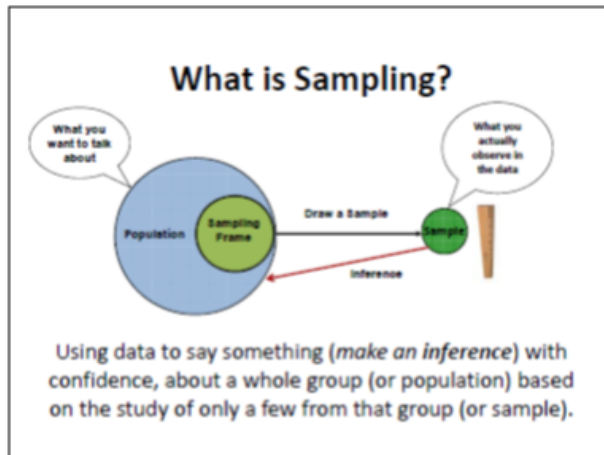 What is Sampling?
What you
want to talk
about
What you
actually
observe in
the data
Population
Sampling
Frame
Draw a Sample
Sample
Inference
Using data to say something (make an inference) with
confidence, about a whole group (or population) based
on the study of only a few from that group (or sample).